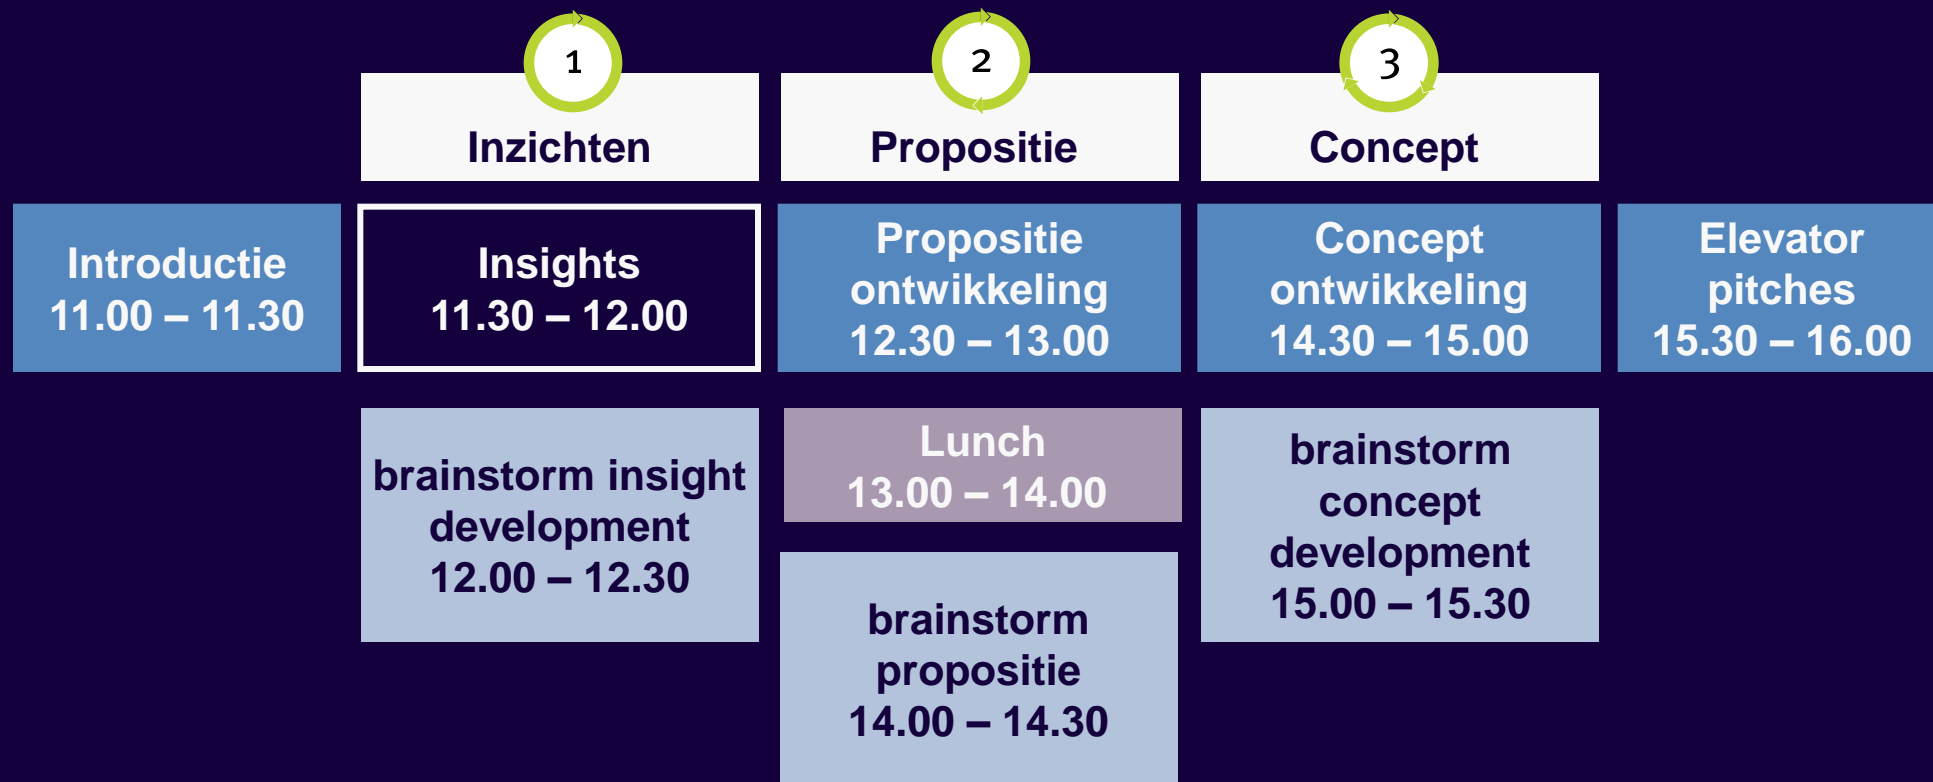 1
Inzichten
2
Propositie
3
Concept
Introductie
11.00 – 11.30
Insights
11.30 – 12.00
Propositie
ontwikkeling
12.30 – 13.00
Concept
ontwikkeling
14.30 – 15.00
Elevator
pitches
15.30 – 16.00
brainstorm insight
development
12.00 – 12.30
Lunch
13.00 – 14.00
brainstorm
propositie
14.00 – 14.30
brainstorm
concept
development
15.00 – 15.30